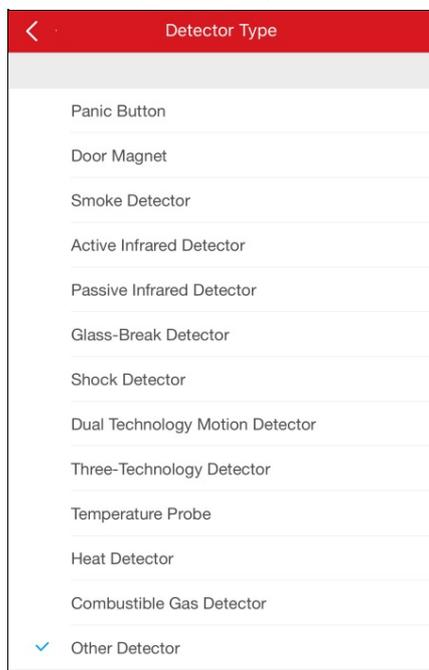 Detector Type
Panic Button
Door Magnet
Smoke Detector
Active Infrared Detector
Passive Infrared Detector
Glass-Break Detector
Shock Detector
Dual Technology Motion Detector
Three-Technology Detector
Temperature Probe
Heat Detector
Combustible Gas Detector
Other Detector